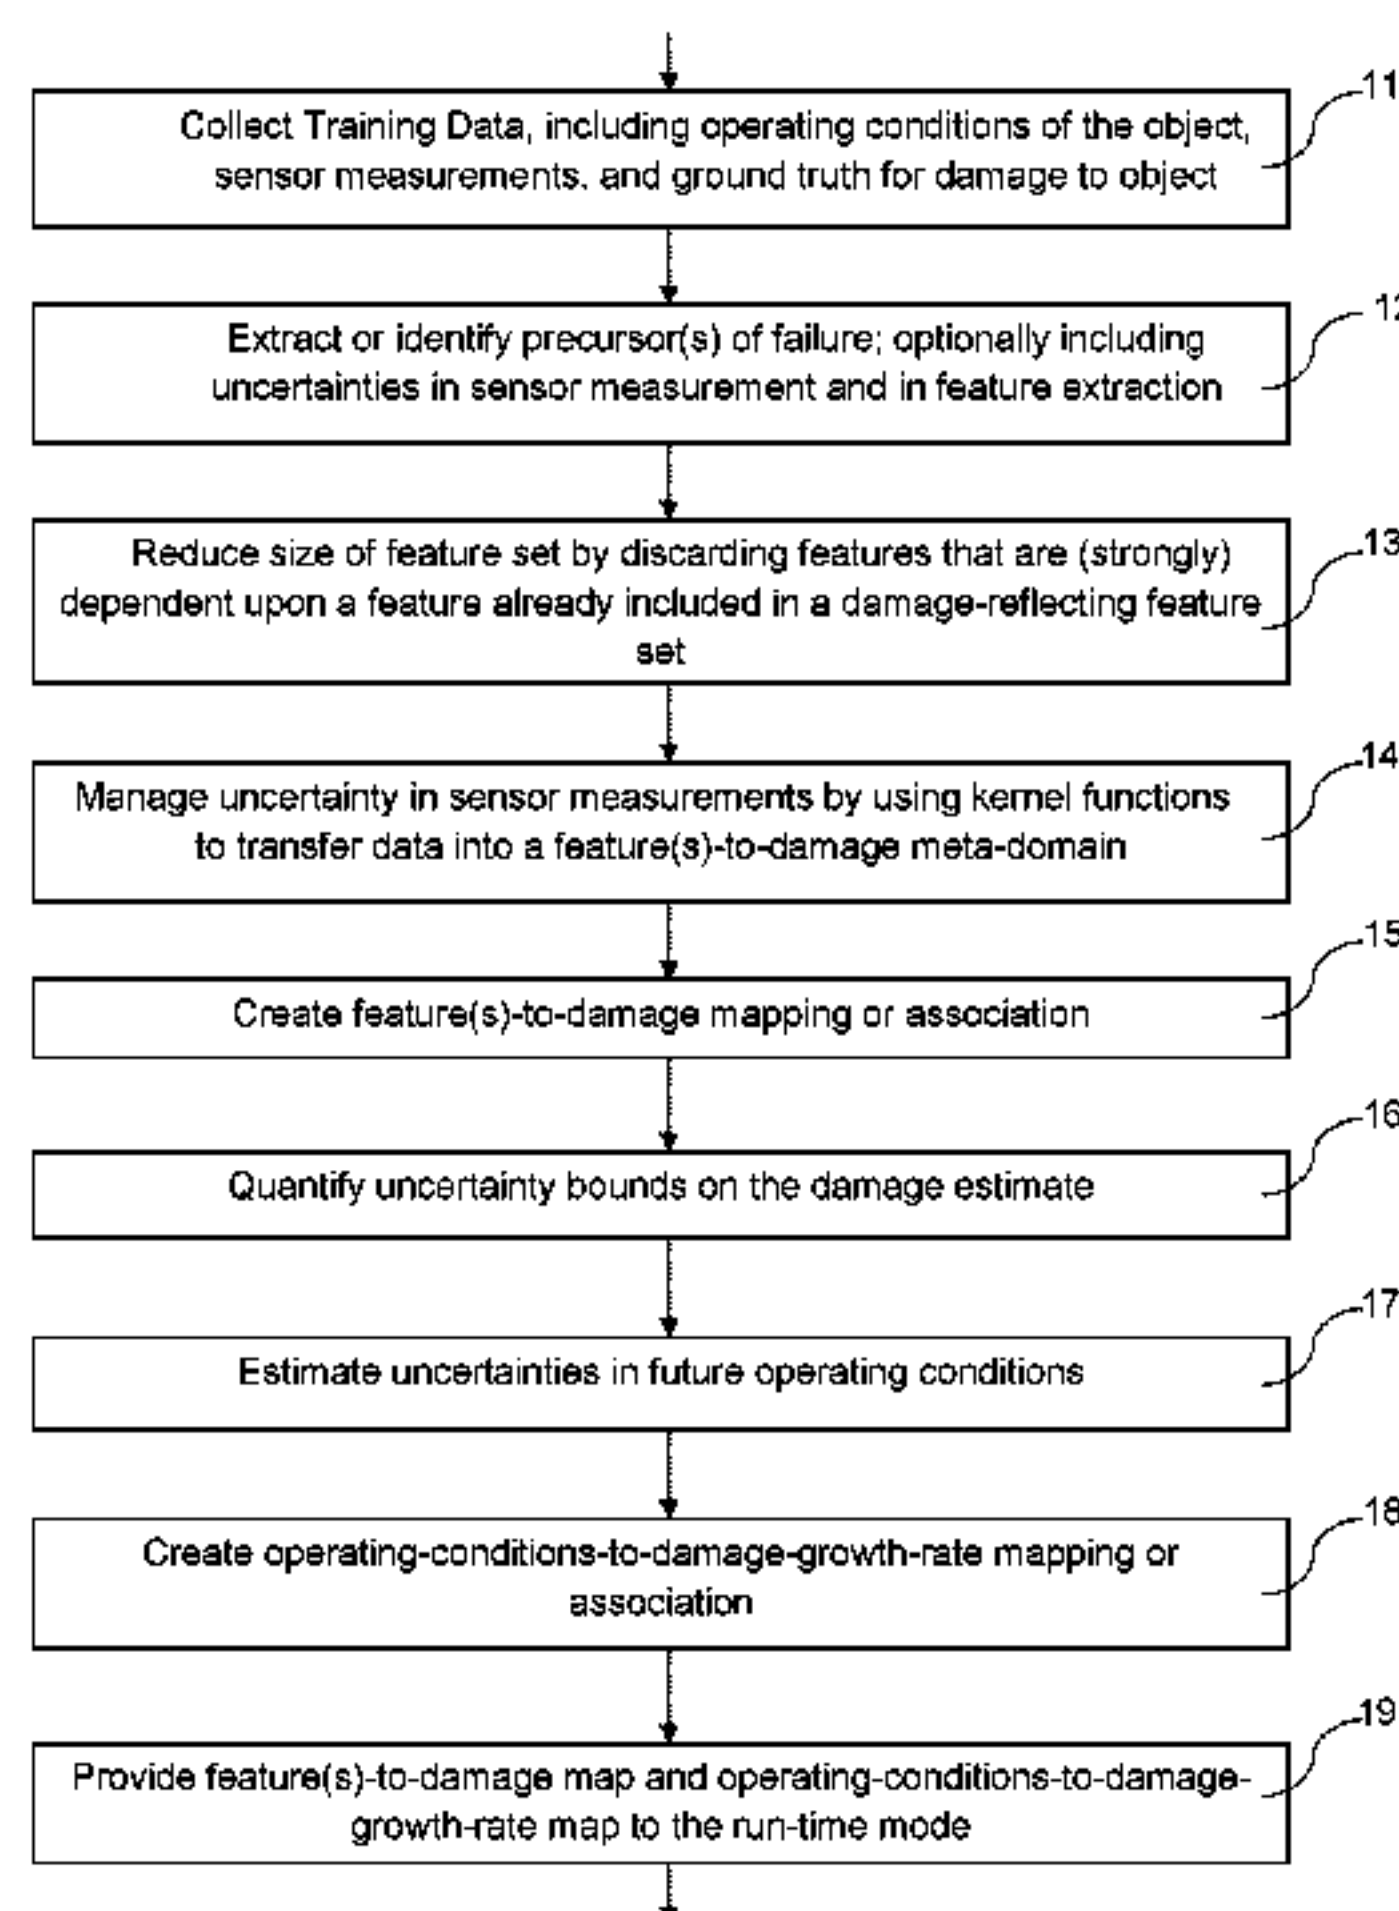 11
Collect Training Data, including operating conditions of the object,
sensor measurements, and ground truth for damage to object
12
Extract or identify precursor(s) of failure; optionally including
uncertainties in sensor measurement and in feature extraction
13
Reduce size of feature set by discarding features that are (strongly)
dependent upon a feature already included in a damage-reflecting feature
set
14
Manage uncertainty in sensor measurements by using kernel functions
to transfer data into a feature(s)-to-damage meta-domain
15
Create feature(s)-to-damage mapping or association
16
Quantify uncertainty bounds on the damage estimate
17
Estimate uncertainties in future operating conditions
18
Create operating-conditions-to-damage-growth-rate mapping or
association
19
Provide feature(s)-to-damage map and operating-conditions-to-damage-
growth-rate map to the run-time mode